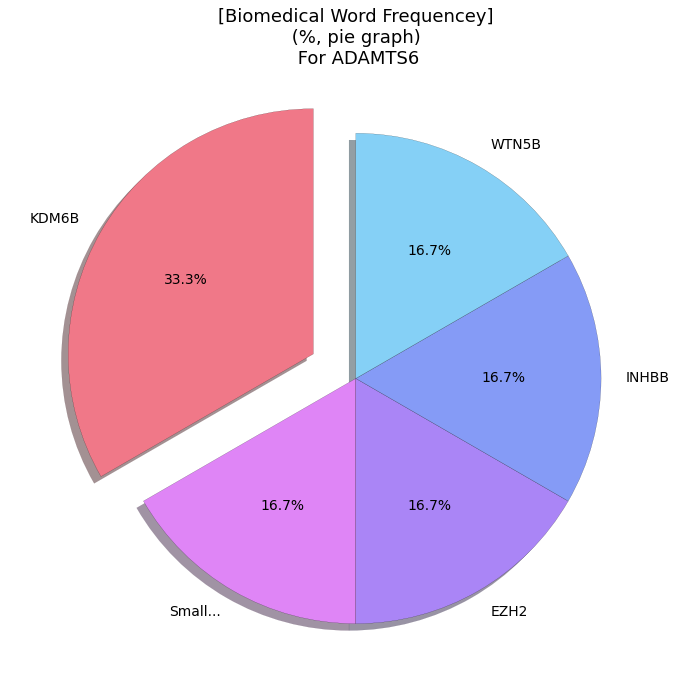 [Biomedical Word Frequencey]
(%, pie graph)
For ADAMTS6
WTN5B
KDM6B
16.7%
33.3%
16.7%
INHBB
16.7%
16.7%
Small...
EZH2